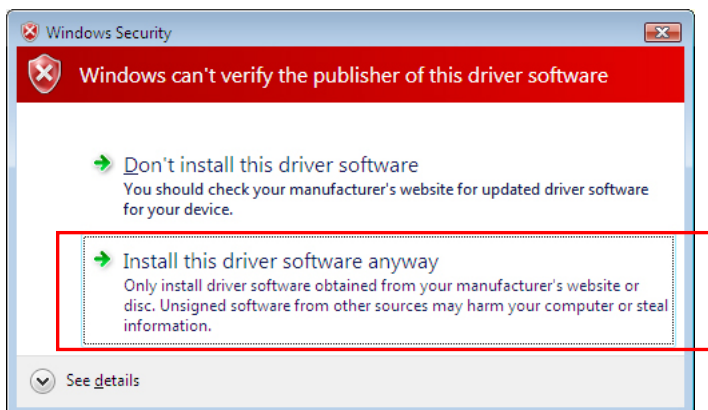 Windows Security
Windows can't verify the publisher of this driver software
Don't install this driver software
You should check your manufacturer's website for updated driver software
for your device.
Install this driver software anyway
Only install driver software obtained from your manufacturer's website or
disc. Unsigned software from other sources may harm your computer or steal
information.
See details